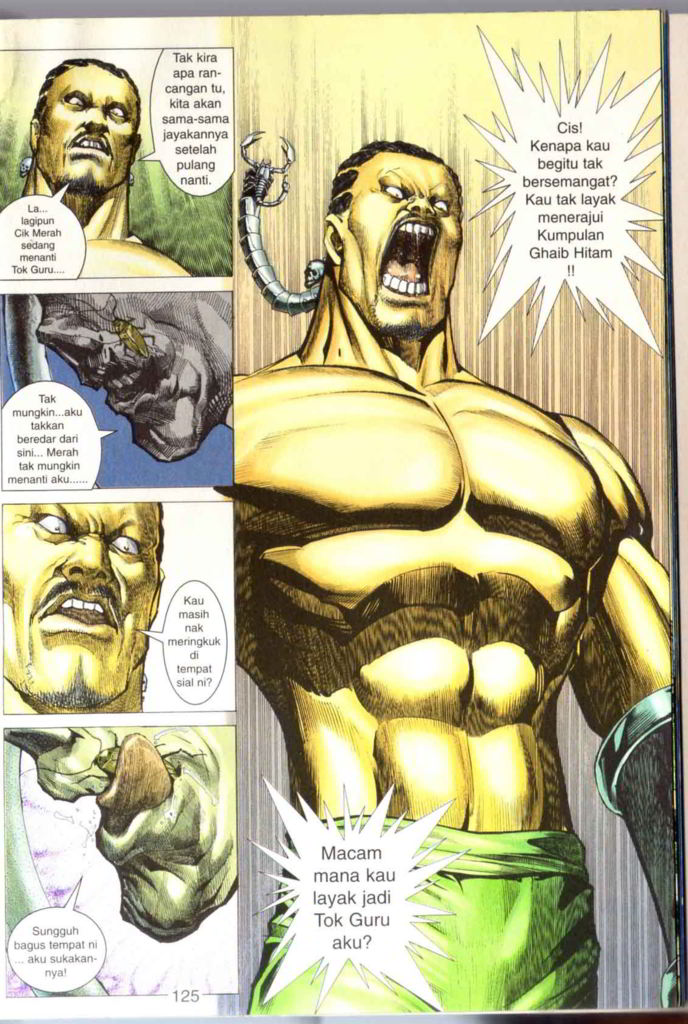 Tak kira
apa ran-
cangan tu,
kita akan
sama-sama
jayakannya
setelah
pulang
nanti.
La...
lagipun
Cik Merah
sedang
menanti
Tok Guru....
Tak
mungkin...aku
takkan
beredar dari
sini... Merah
tak mungkin
menanti aku......
Kau
masih
nak
meringkuk
di
tempat
sial ni?
Sungguh
bagus tempat ni
... aku sukakan-
nya!
Cis!
Kenapa kau
begitu tak
bersemangat?
Kau tak layak
menerajui
Kumpulan
Ghaib Hitam
!!
Macam
mana kau
layak jadi
Tok Guru
aku?
125